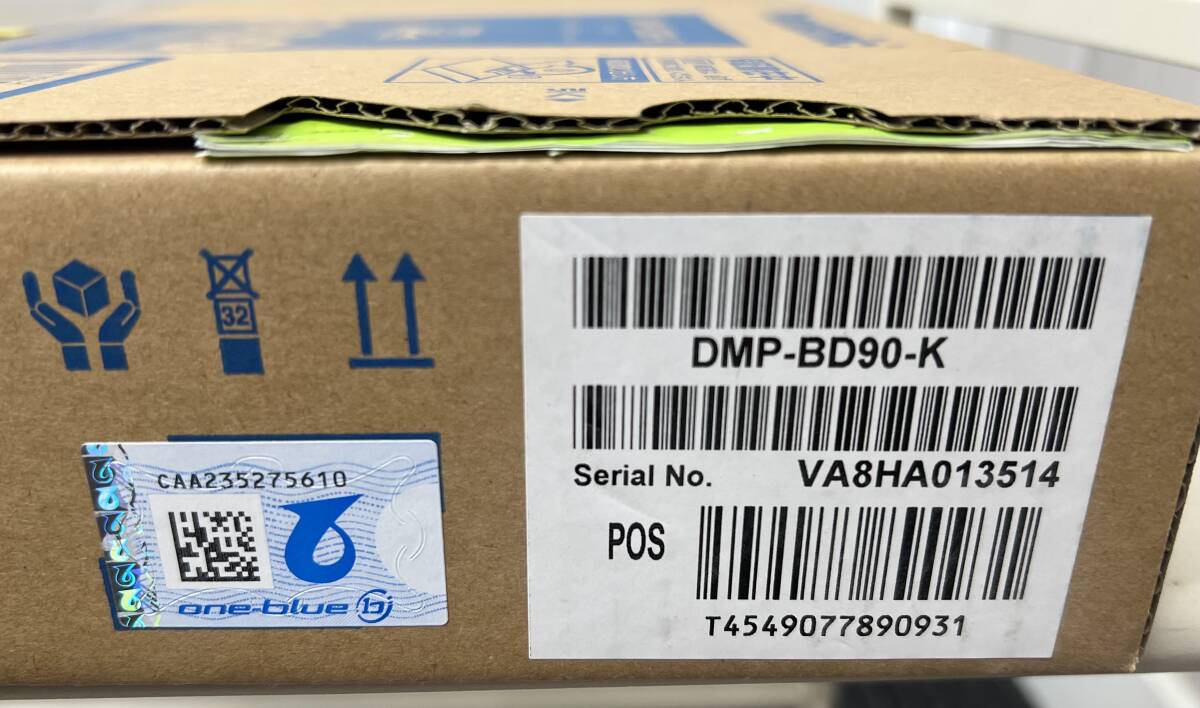 32
CAA235275610
one-blue
DMP-BD90-K
Serial No. VA8HA013514
POS
T4549077890931